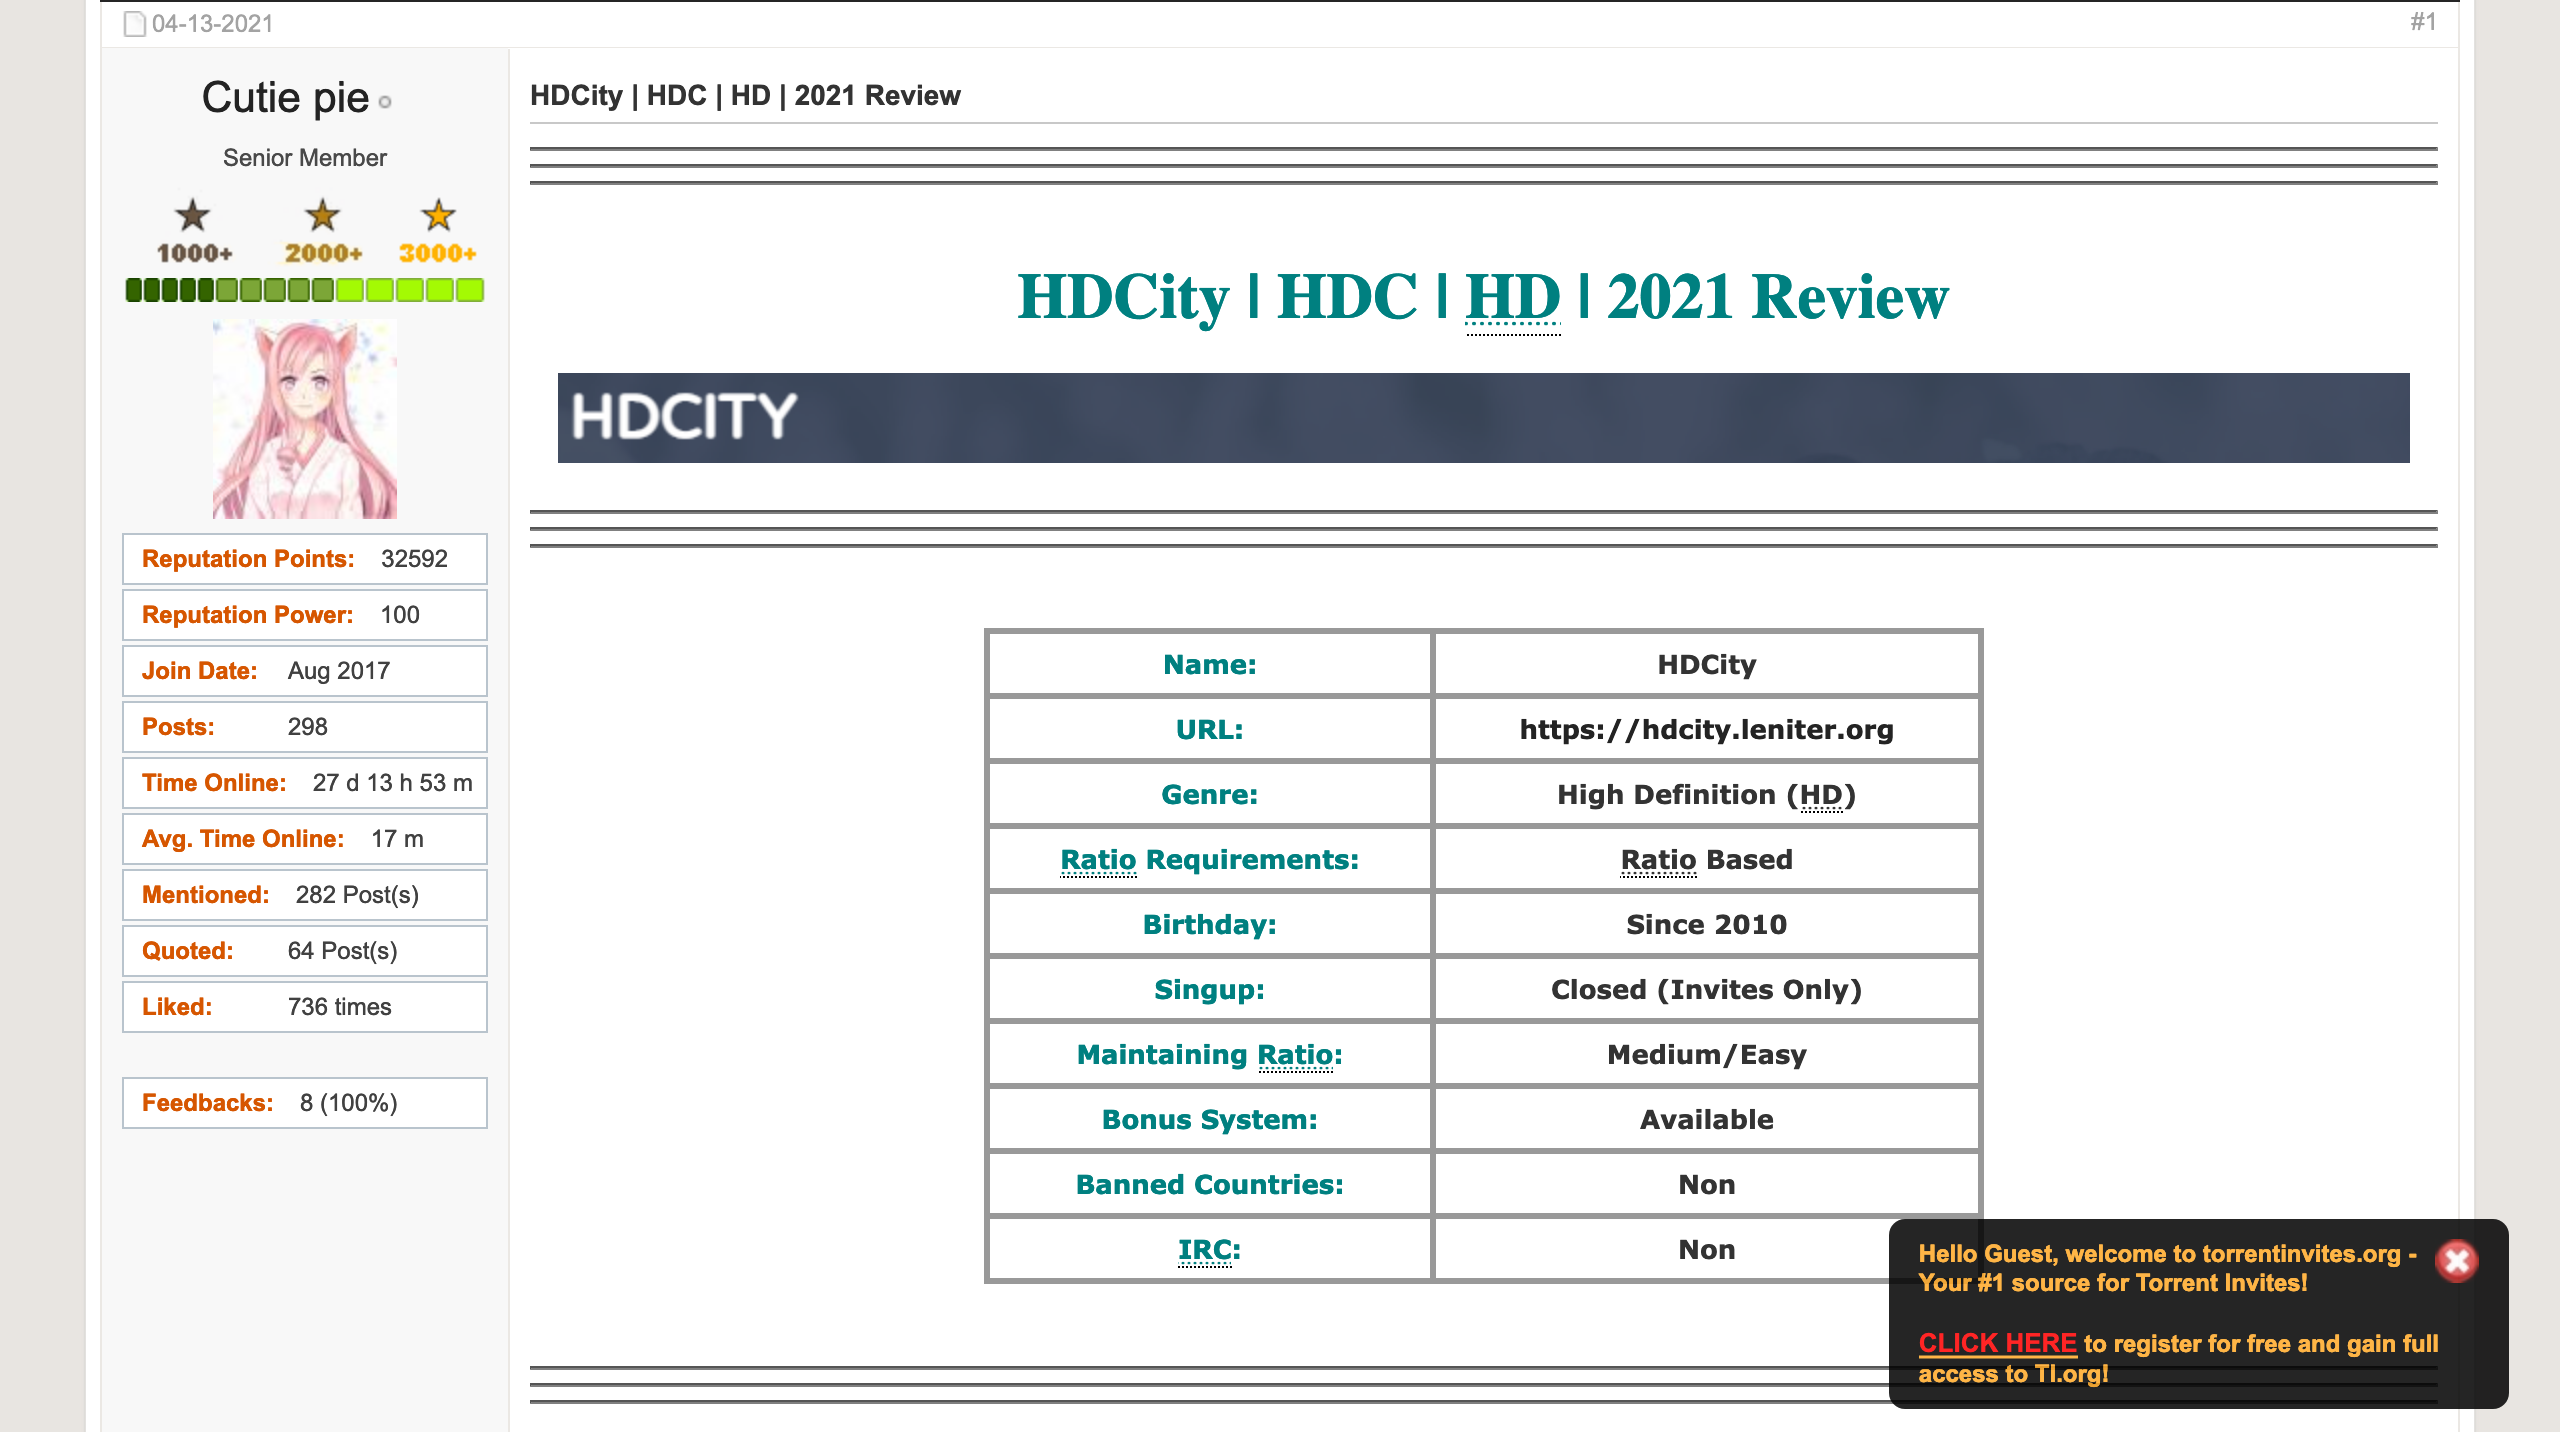 04-13-2021
#1
Cutie pie
Senior Member
1000+ 2000+ 3000+
Reputation Points: 32592
Reputation Power: 100
Join Date: Aug 2017
Posts: 298
Time Online: 27 d 13 h 53 m
Avg. Time Online: 17 m
Mentioned: 282 Post(s)
Quoted: 64 Post(s)
Liked: 736 times
Feedbacks: 8 (100%)
HDCity | HDC | HD | 2021 Review
HDCity | HDC | HD | 2021 Review
HDCITY
Name: HDCity
URL: https://hdcity.leniter.org
Genre: High Definition (HD)
Ratio Requirements: Ratio Based
Birthday: Since 2010
Singup: Closed (Invites Only)
Maintaining Ratio: Medium/Easy
Bonus System: Available
Banned Countries: Non
IRC: Non
Hello Guest, welcome to torrentinvites.org -
Your #1 source for Torrent Invites!
CLICK HERE to register for free and gain full
access to TI.org!